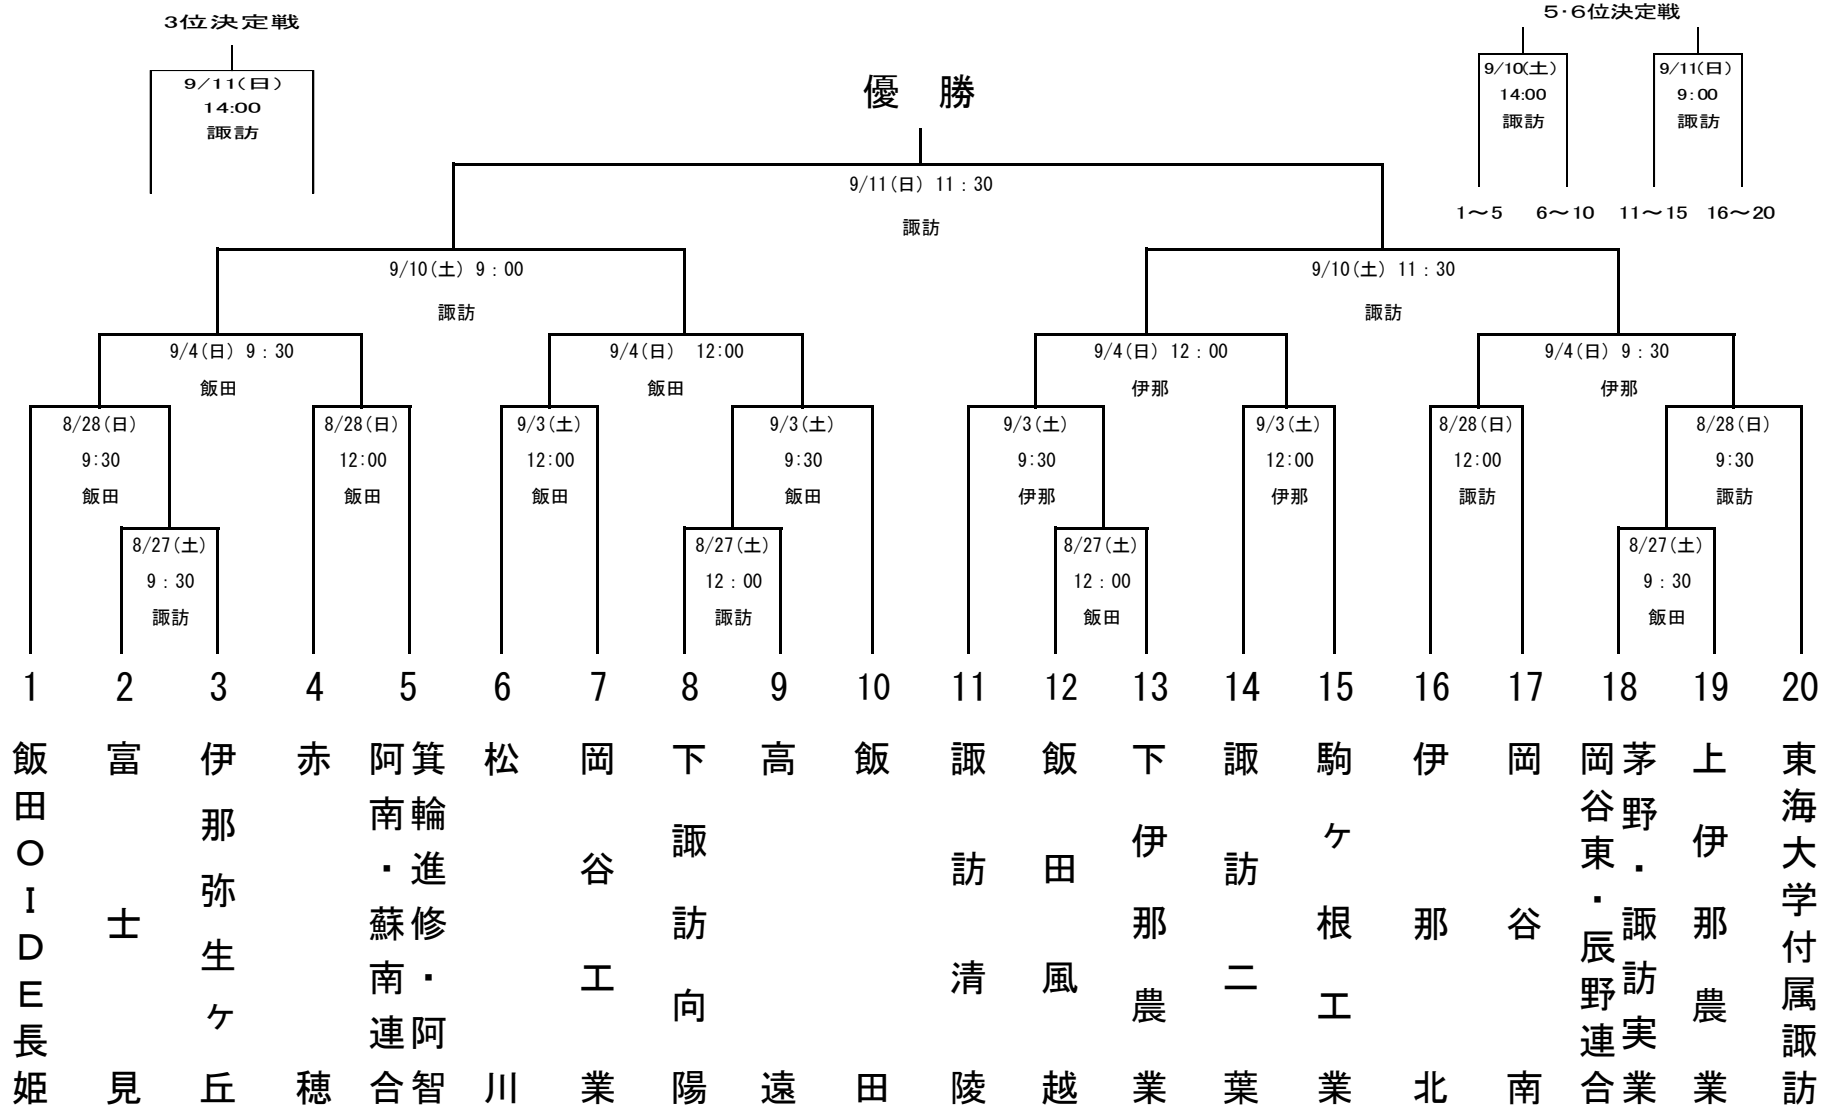 3位決定戦
9/11(日)
14:00
諏訪
5・6位決定戦
9/10(土)
14:00
諏訪
9/11(日)
9:00
諏訪
1～5 6～10 11～15 16～20
優 勝
9/11(日) 11：30
諏訪
9/10(土) 9：00
諏訪
9/10(土) 11：30
諏訪
9/4(日) 9：30
飯田
9/4(日) 12:00
飯田
9/4(日) 12：00
伊那
9/4(日) 9：30
伊那
8/28(日)
9:30
飯田
8/28(日)
12:00
飯田
9/3(土)
12:00
飯田
9/3(土)
9:30
飯田
9/3(土)
9:30
伊那
9/3(土)
12:00
伊那
8/28(日)
12:00
諏訪
8/28(日)
9:30
諏訪
8/27(土)
9：30
諏訪
8/27(土)
12：00
諏訪
8/27(土)
12：00
飯田
8/27(土)
9：30
飯田
1 2 3 4 5 6 7 8 9 10 11 12 13 14 15 16 17 18 19 20
飯田ＯＩＤＥ長姫
富士見
伊那弥生ヶ丘
赤穂
箕輪進修・阿智
阿南・蘇南連合
松川
岡谷工業
下諏訪向陽
高遠
飯田
諏訪清陵
飯田風越
下伊那農業
諏訪二葉
駒ヶ根工業
伊那北
岡谷南
茅野・諏訪実業
岡谷東・辰野連合
上伊那農業
東海大学付属諏訪